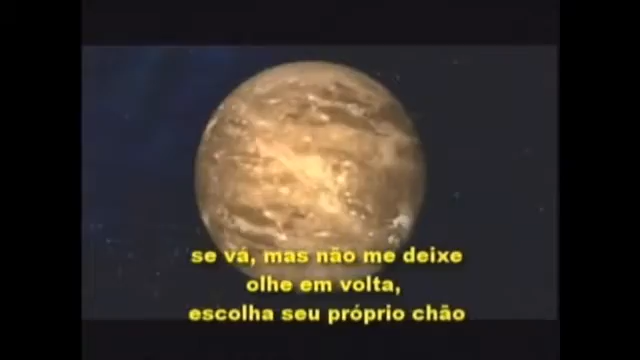 se vá, mas não me deixe
olhe em volta,
escolha seu próprio chão